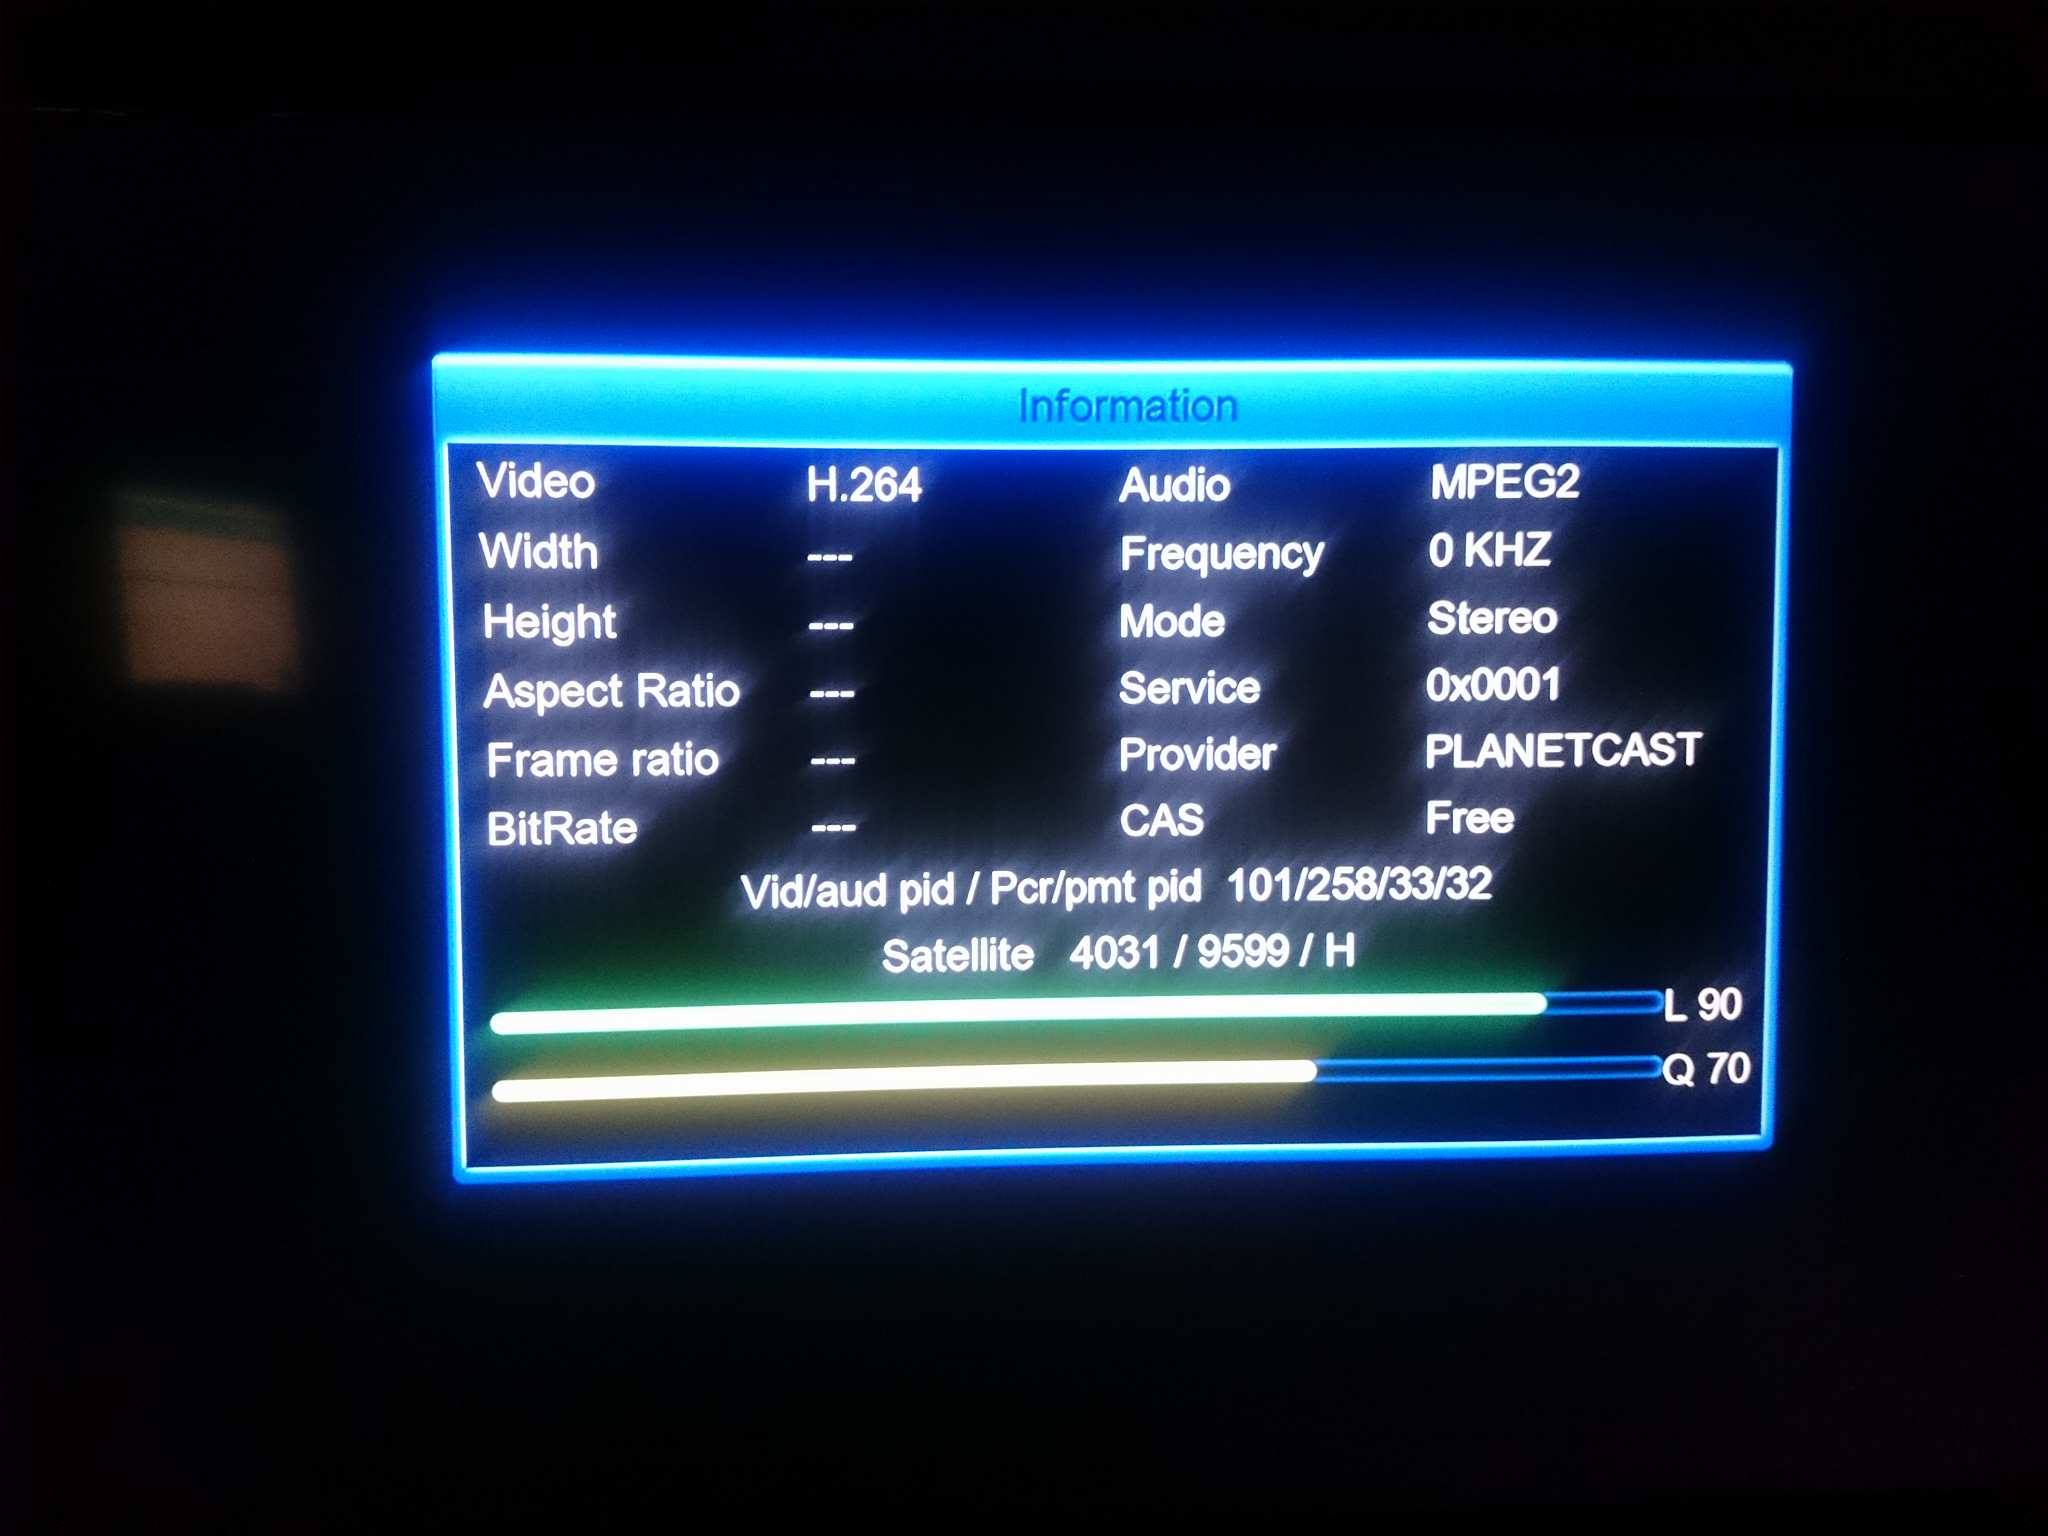 Information
Video H.264 Audio MPEG2
Width --- Frequency 0 KHZ
Height --- Mode Stereo
Aspect Ratio --- Service 0x0001
Frame ratio --- Provider PLANETCAST
BitRate --- CAS Free
Vid/aud pid / Pcr/pmt pid 101/258/33/32
Satellite 4031 / 9599 / H
L 90
Q 70